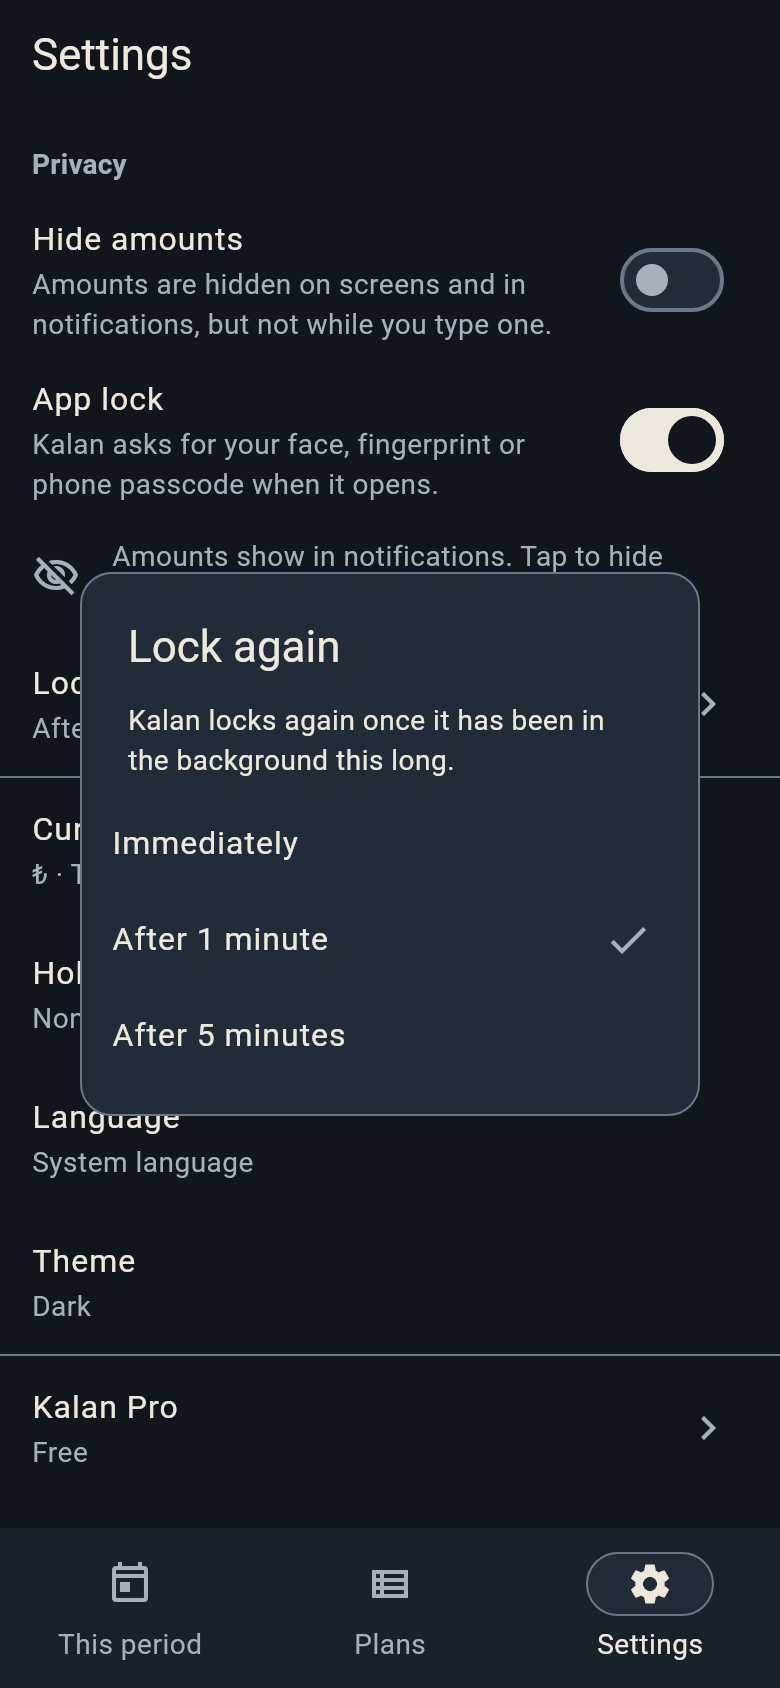 Settings
Privacy
Hide amounts
Amounts are hidden on screens and in
notifications, but not while you type one.
App lock
Kalan asks for your face, fingerprint or
phone passcode when it opens.
Amounts show in notifications. Tap to hide
Lock again
Kalan locks again once it has been in
the background this long.
Immediately
After 1 minute
After 5 minutes
Language
System language
Theme
Dark
Kalan Pro
Free
This period
Plans
Settings